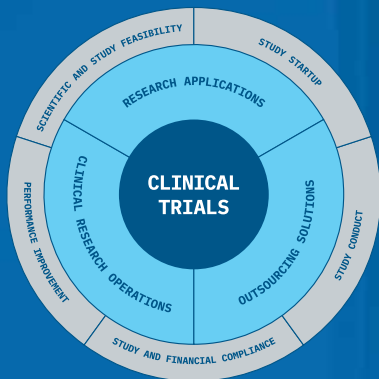 SCIENTIFIC AND STUDY FEASIBILITY
STUDY STARTUP
RESEARCH APPLICATIONS
CLINICAL
TRIALS
CLINICAL RESEARCH OPERATIONS
OUTSOURCING SOLUTIONS
PERFORMANCE IMPROVEMENT
STUDY CONDUCT
STUDY AND FINANCIAL COMPLIANCE